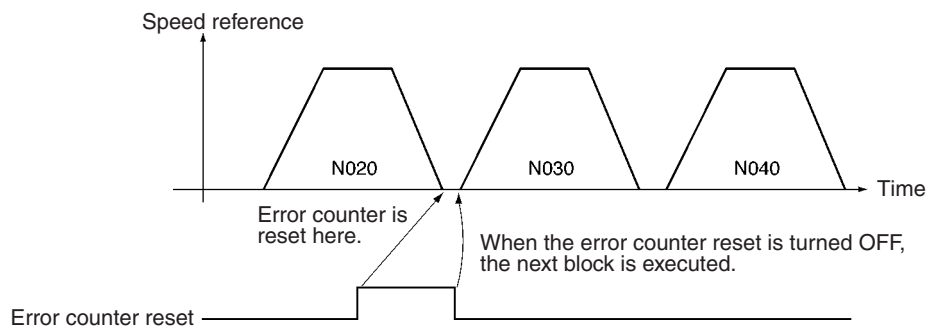 Speed reference
N020
N030
N040
Time
Error counter is
reset here.
When the error counter reset is turned OFF,
the next block is executed.
Error counter reset